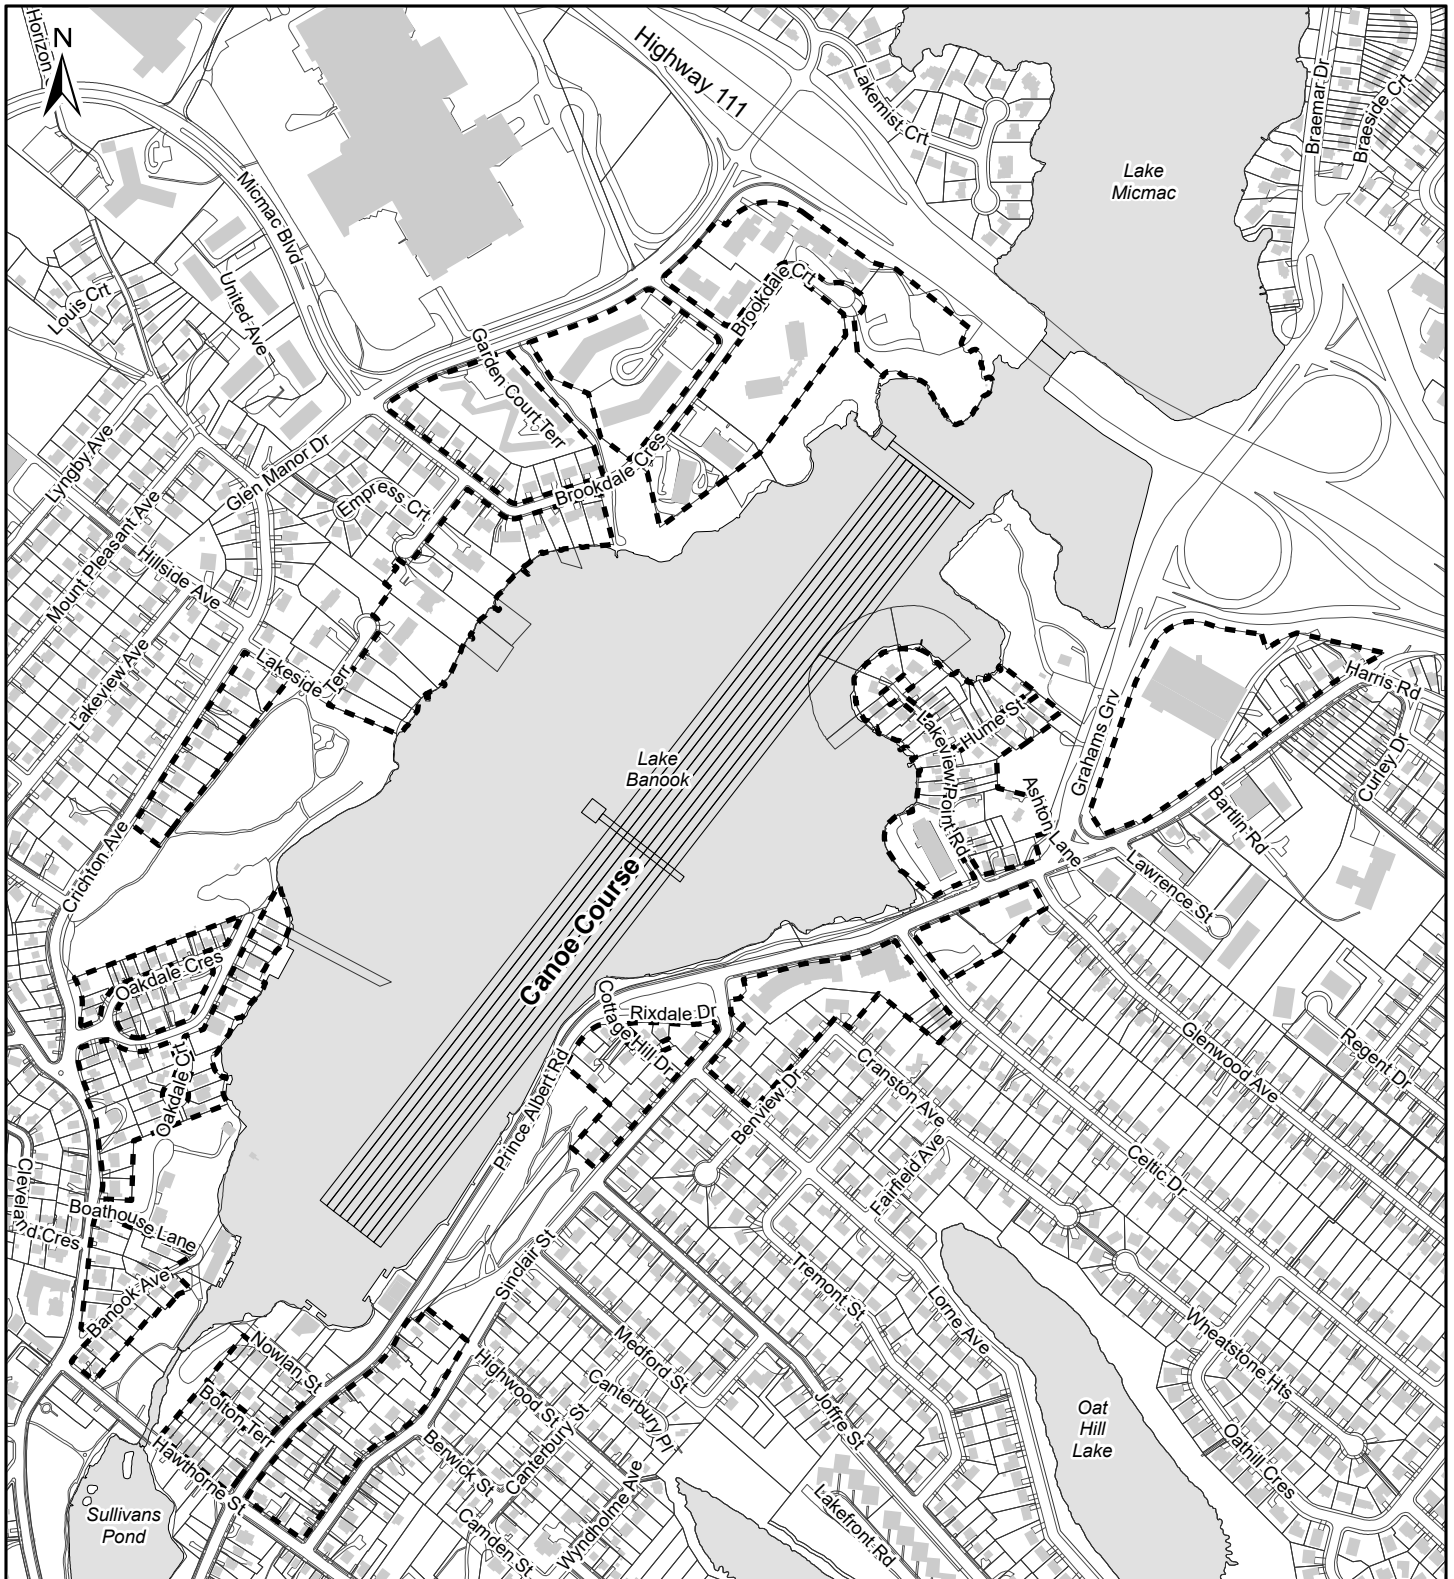 Horizon
N
Highway 111
Lakemist Crt
Braemar Dr
Braeside Crt
Lake
Micmac
Micmac Blvd
Louis Crt
United Ave
Brookdale Crt
Garden Court Terr
Lyngby Ave
Glen Manor Dr
Brookdale Cres
Empress Crt
Mount Pleasant Ave
Hillside Ave
Lakeview Ave
Lakeside Terr
Harris Rd
Grahams Grv
Hume St
Lakeview Point Rd
Lake
Banook
Curley Dr
Ashton Lane
Bartlin Rd
Crichton Ave
Lawrence St
Canoe Course
Oakdale Cres
Rixdale Dr
Cottage Hill Dr
Glenwood Ave
Regent Dr
Oakdale Crt
Prince Albert Rd
Benview Dr
Cranston Ave
Fairfield Ave
Celtic Dr
Cleveland Cres
Boathouse Lane
Banook Ave
Sinclair St
Tremont St
Lorne Ave
Wheatstone Hts
Nowlan St
Medford St
Highwood St
Canterbury Pl
Canterbury St
Joffre St
Bolton Terr
Hawthorne St
Berwick St
Oat
Hill
Lake
Oathill Cres
Sullivans
Pond
Camden St
Wyndholme Ave
Lakefront Rd